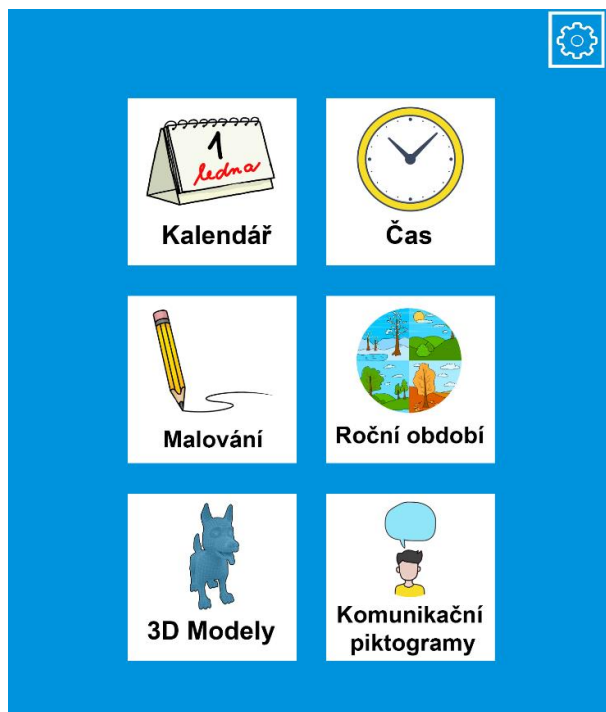 1
ledna
Kalendář
Čas
Malování
Roční období
3D Modely
Komunikační
piktogramy